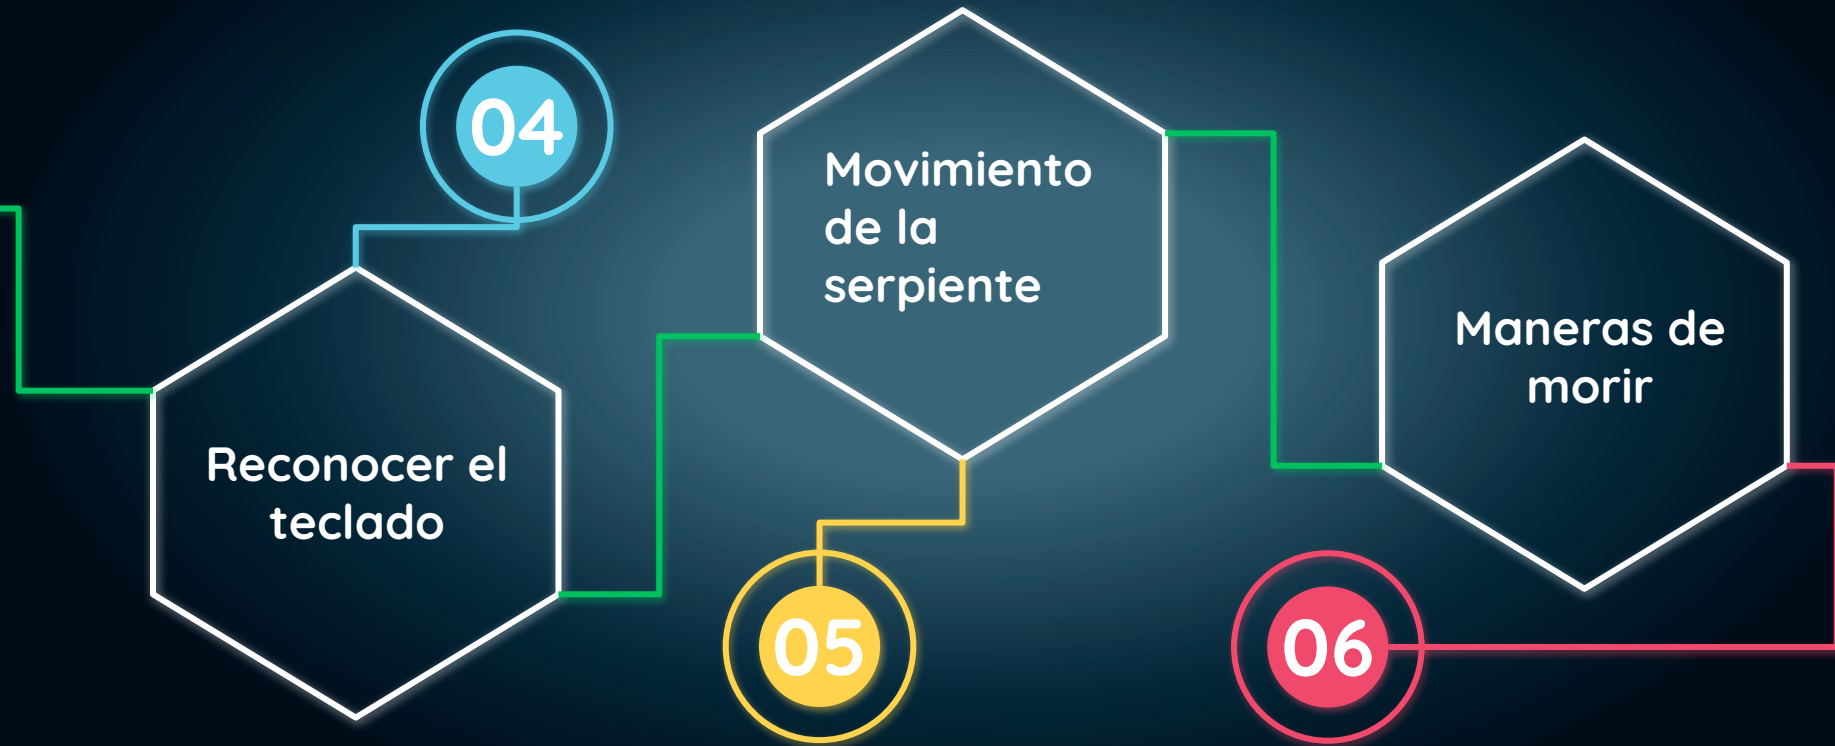 04
Reconocer el
teclado
Movimiento
de la
serpiente
05
Maneras de
morir
06